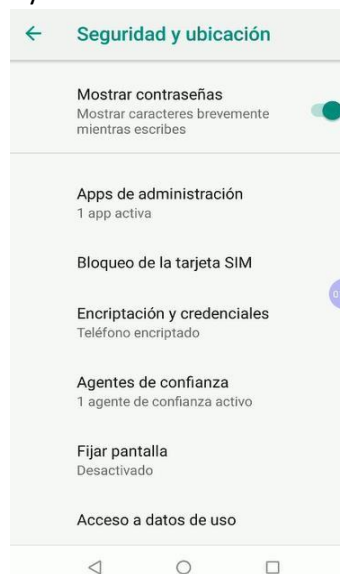 Seguridad y ubicación
Mostrar contraseñas
Mostrar caracteres brevemente
mientras escribes
Apps de administración
1 app activa
Bloqueo de la tarjeta SIM
Encriptación y credenciales
Teléfono encriptado
Agentes de confianza
1 agente de confianza activo
Fijar pantalla
Desactivado
Acceso a datos de uso